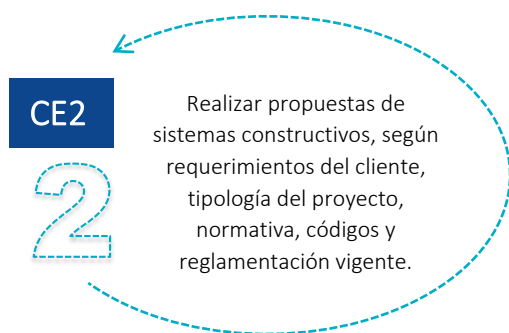 CE2
2
Realizar propuestas de
sistemas constructivos, según
requerimientos del cliente,
tipología del proyecto,
normativa, códigos y
reglamentación vigente.